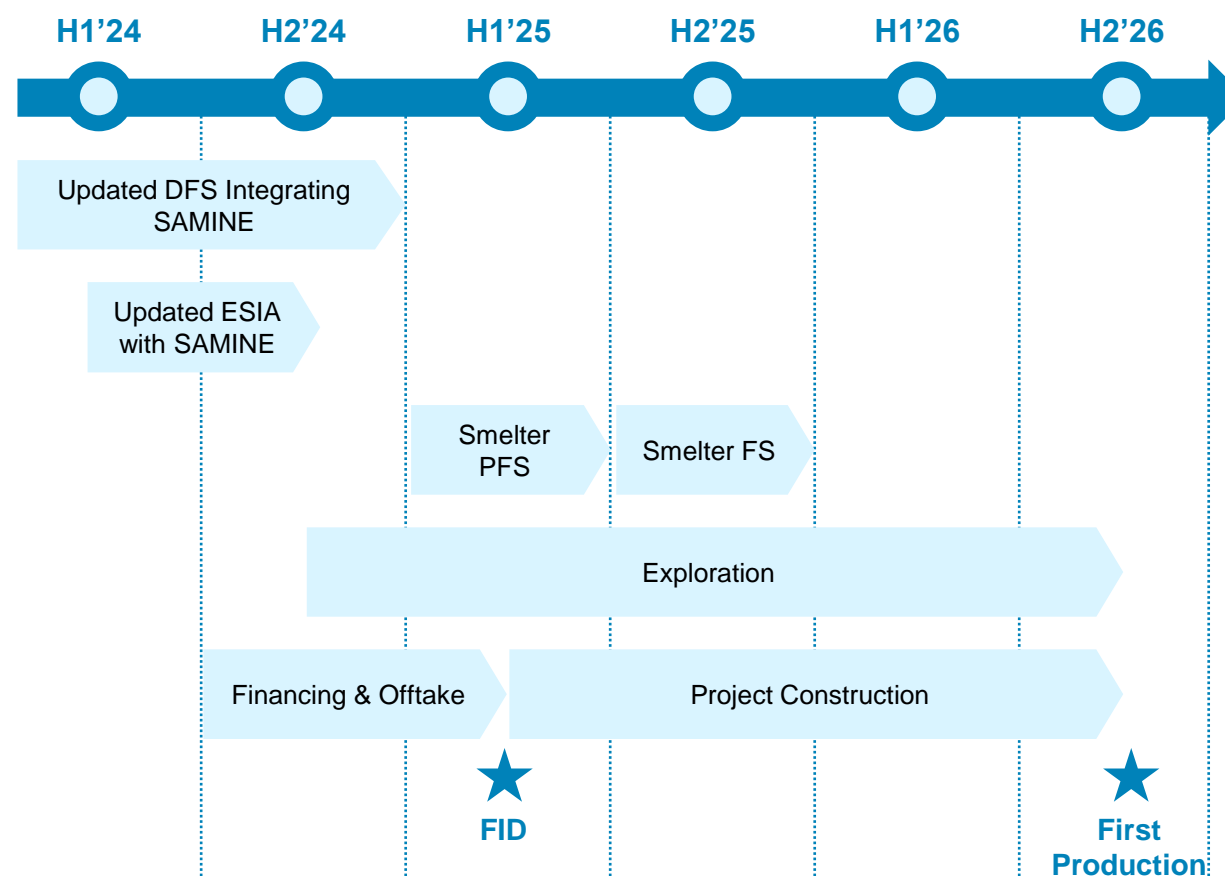 H1’24
H2’24
H1’25
H2’25
H1’26
H2’26
Updated DFS Integrating
SAMINE
Updated ESIA
with SAMINE
Smelter
PFS
Smelter FS
Exploration
Financing & Offtake
Project Construction
FID
First
Production